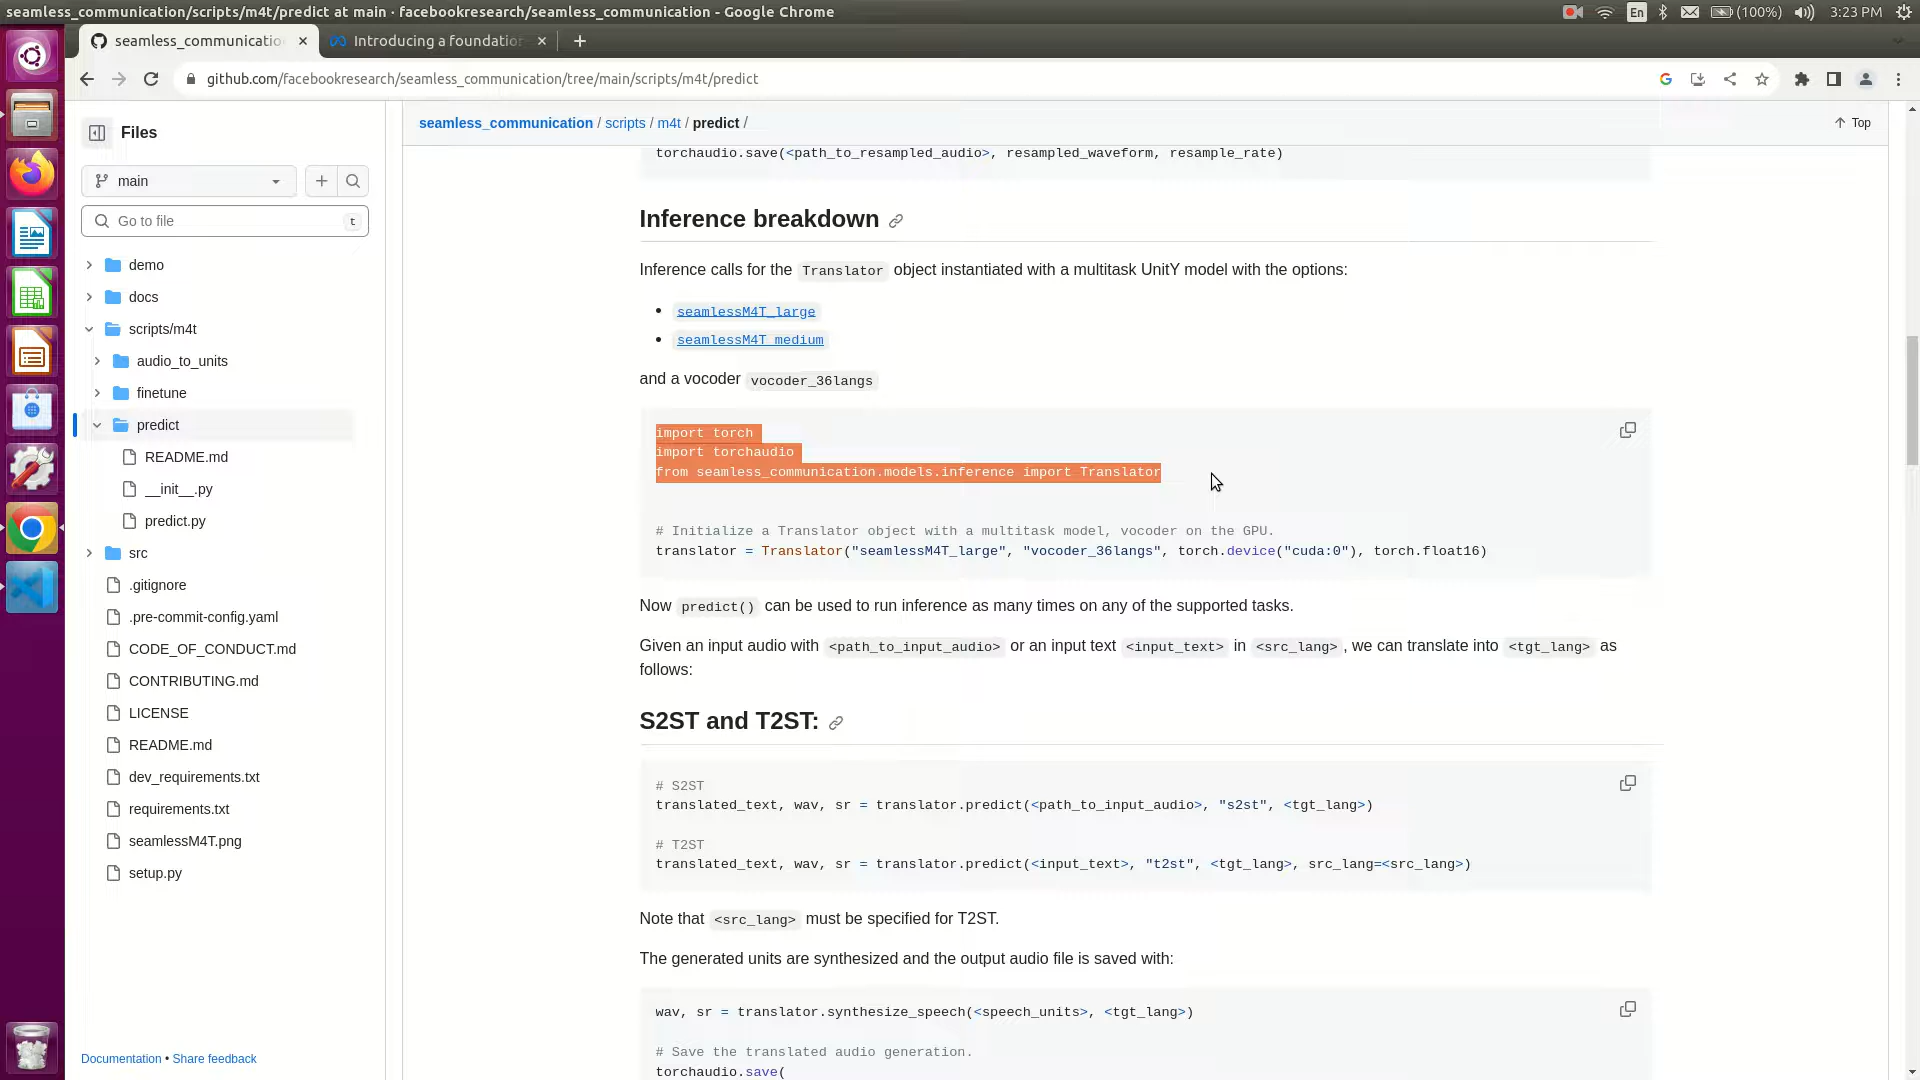 seamless_communication/scripts/m4t/predict at main · facebookresearch/seamless_communication - Google Chrome
En
(100%)
3:23 PM
seamless_communicatio
Introducing a foundation
github.com/facebookresearch/seamless_communication/tree/main/scripts/m4t/predict
Files
main
Go to file
t
demo
docs
scripts/m4t
audio_to_units
finetune
predict
README.md
__init__.py
predict.py
src
.gitignore
.pre-commit-config.yaml
CODE_OF_CONDUCT.md
CONTRIBUTING.md
LICENSE
README.md
dev_requirements.txt
requirements.txt
seamlessM4T.png
setup.py
Documentation • Share feedback
seamless_communication / scripts / m4t / predict /
Top
torchaudio.save(<path_to_resampled_audio>, resampled_waveform, resample_rate)
Inference breakdown
Inference calls for the Translator object instantiated with a multitask UnitY model with the options:
• seamlessM4T_large
• seamlessM4T_medium
and a vocoder vocoder_36langs
import torch
import torchaudio
from seamless_communication.models.inference import Translator
# Initialize a Translator object with a multitask model, vocoder on the GPU.
translator = Translator("seamlessM4T_large", "vocoder_36langs", torch.device("cuda:0"), torch.float16)
Now predict() can be used to run inference as many times on any of the supported tasks.
Given an input audio with <path_to_input_audio> or an input text <input_text> in <src_lang>, we can translate into <tgt_lang> as
follows:
S2ST and T2ST:
# S2ST
translated_text, wav, sr = translator.predict(<path_to_input_audio>, "s2st", <tgt_lang>)
# T2ST
translated_text, wav, sr = translator.predict(<input_text>, "t2st", <tgt_lang>, src_lang=<src_lang>)
Note that <src_lang> must be specified for T2ST.
The generated units are synthesized and the output audio file is saved with:
wav, sr = translator.synthesize_speech(<speech_units>, <tgt_lang>)
# Save the translated audio generation.
torchaudio.save(